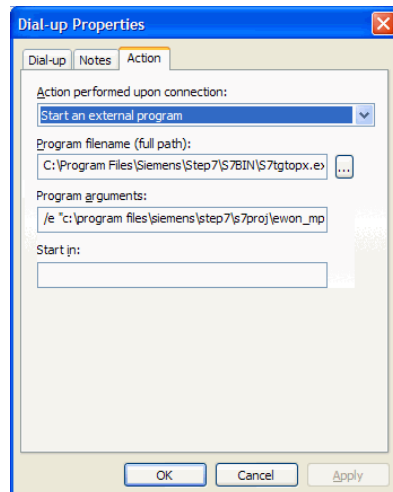 Dial-up Properties
Dial-up Notes Action
Action performed upon connection:
Start an external program
Program filename (full path):
C:\Program Files\Siemens\Step7\S7BIN\S7tgtopx.ex
...
Program arguments:
/e "c:\program files\siemens\step7\s7proj\ewon_mp
Start in:
OK Cancel Apply